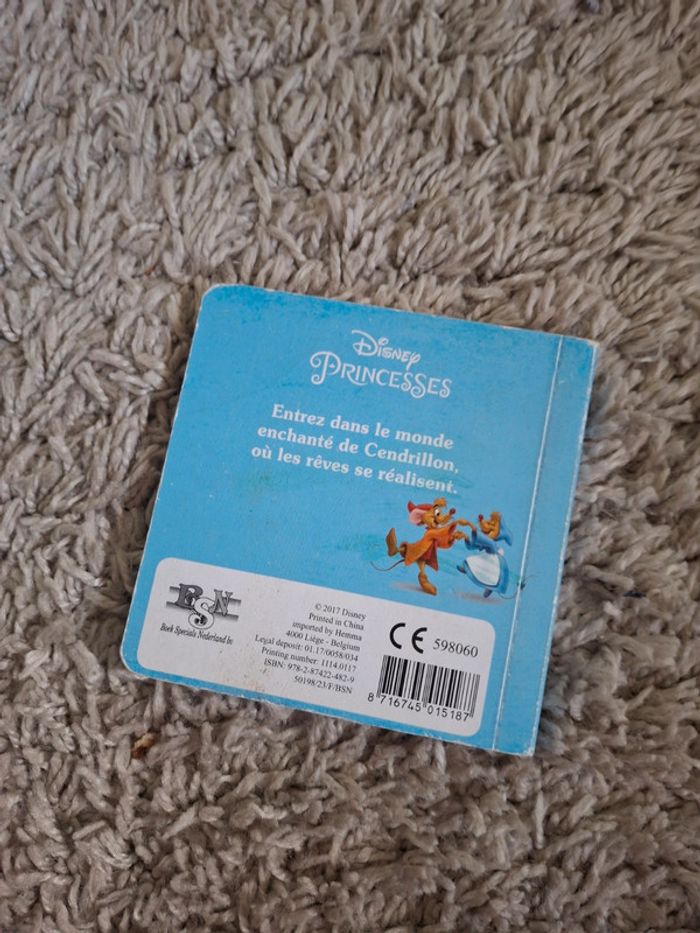 Disney
PRINCESSES
Entrez dans le monde
enchanté de Cendrillon,
où les rêves se réalisent.
BSN
Boek Specials Nederland bv
© 2017 Disney
Printed in China
imported by Hemma
4000 Liège - Belgium
Legal deposit: 01.17/0058/034
Printing number: 1114.0117
ISBN: 978-2-87422-482-9
50198/23/F/BSN
CE 598060
8 716745 015187